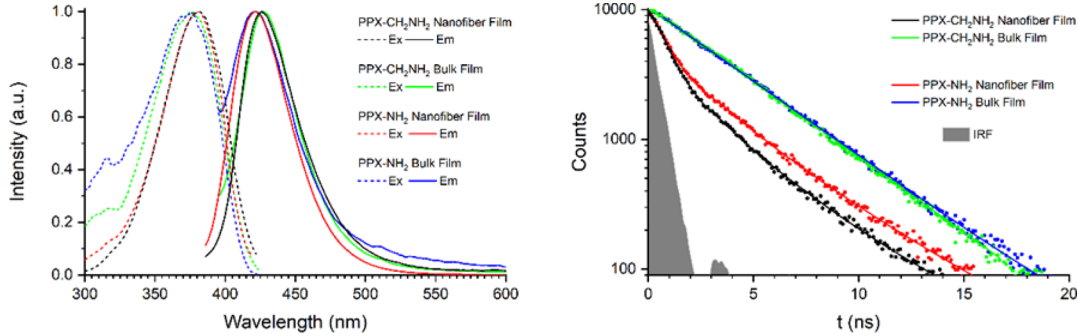 1.0
0.8
0.6
0.4
0.2
0.0
Intensity (a.u.)
300 350 400 450 500 550 600
Wavelength (nm)
PPX-CH₂NH₂ Nanofiber Film
Ex Em
PPX-CH₂NH₂ Bulk Film
Ex Em
PPX-NH₂ Nanofiber Film
Ex Em
PPX-NH₂ Bulk Film
Ex Em
10000
1000
100
Counts
0 5 10 15 20
t (ns)
PPX-CH₂NH₂ Nanofiber Film
PPX-CH₂NH₂ Bulk Film
PPX-NH₂ Nanofiber Film
PPX-NH₂ Bulk Film
IRF